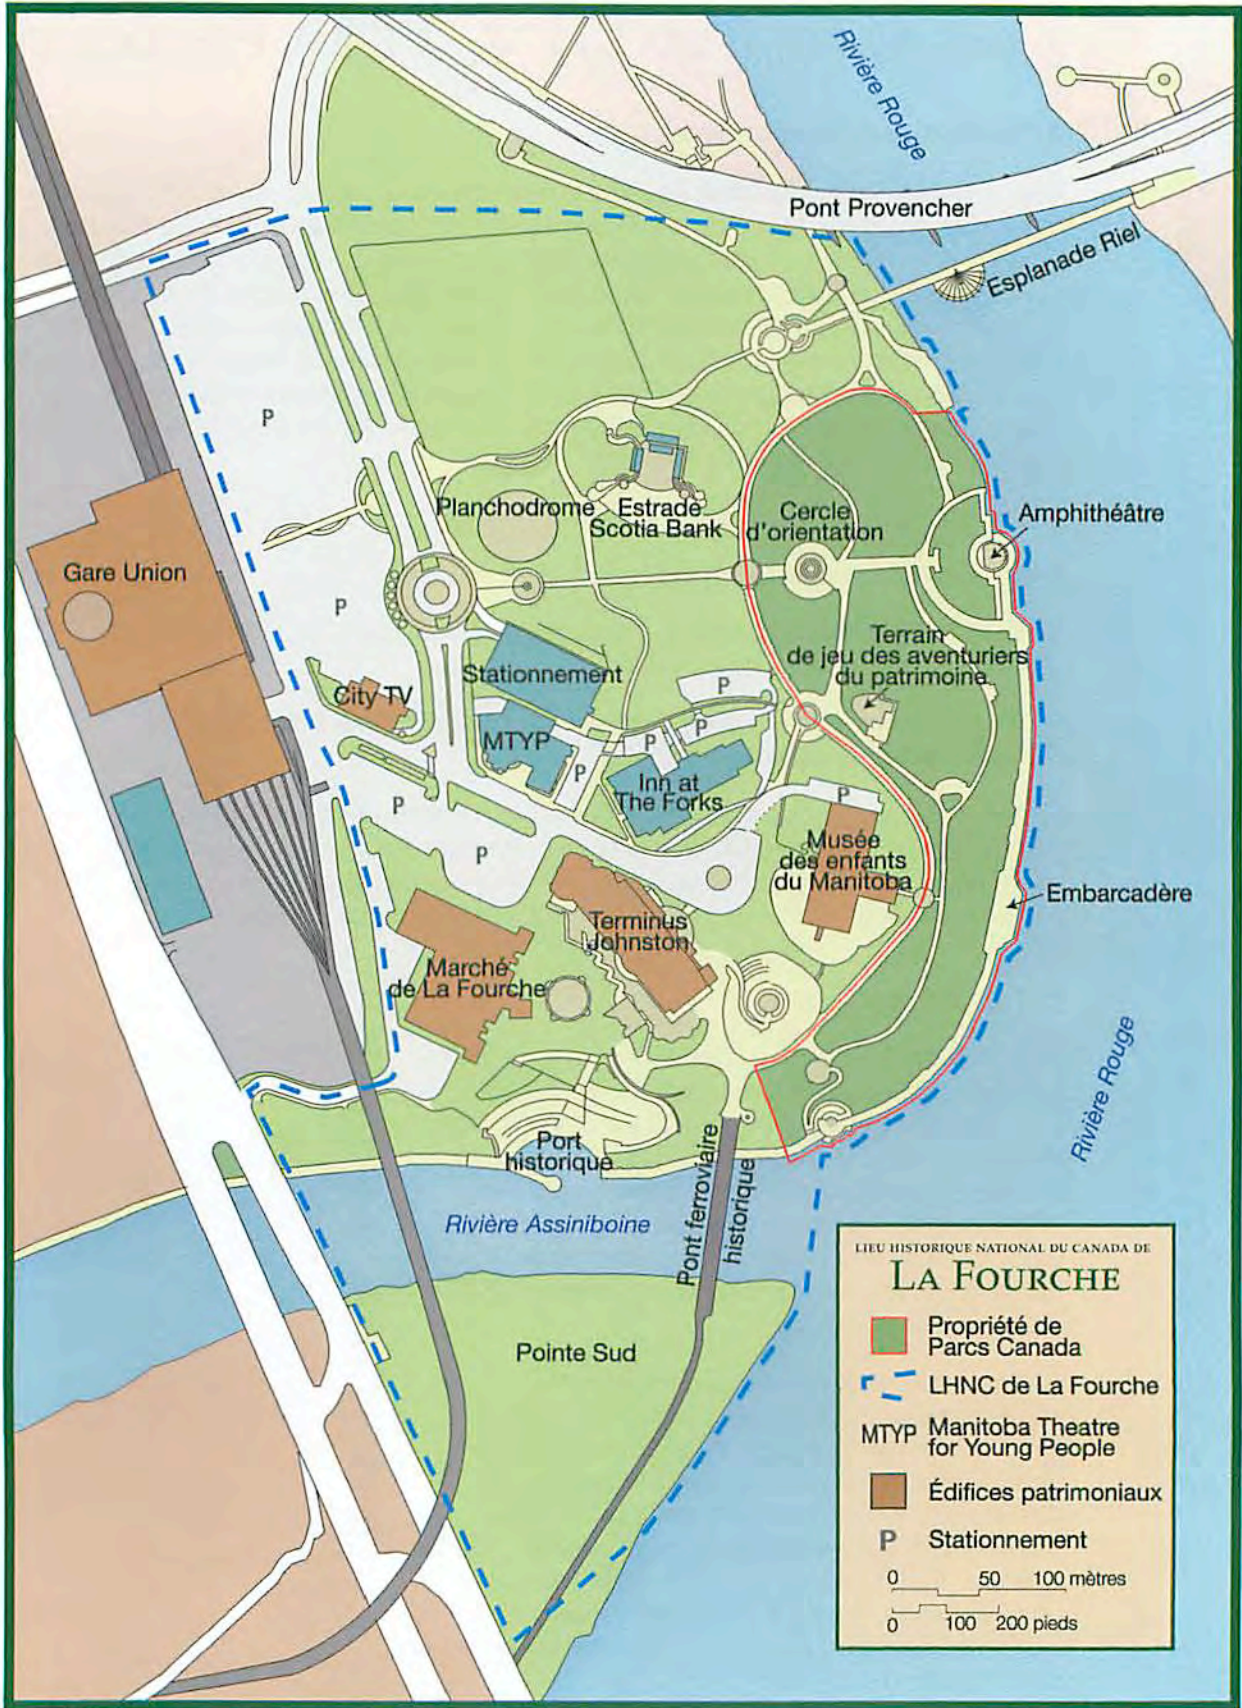 Rivière Rouge
Pont Provencher
Esplanade Riel
P
Planchodrome
Estrade
Scotia Bank
Cercle
d'orientation
Amphithéâtre
Gare Union
P
Terrain
de jeu des aventuriers
du patrimoine
Stationnement
City TV
P
MTYP
P
P
P
Inn at
The Forks
P
P
P
P
Musée
des enfants
du Manitoba
Embarcadère
Terminus
Johnston
Marché
de La Fourche
Rivière Rouge
Port
historique
Pont ferroviaire
historique
Rivière Assiniboine
Pointe Sud
LIEU HISTORIQUE NATIONAL DU CANADA DE
LA FOURCHE
Propriété de
Parcs Canada
LHNC de La Fourche
MTYP Manitoba Theatre
for Young People
Édifices patrimoniaux
P Stationnement
0 50 100 mètres
0 100 200 pieds